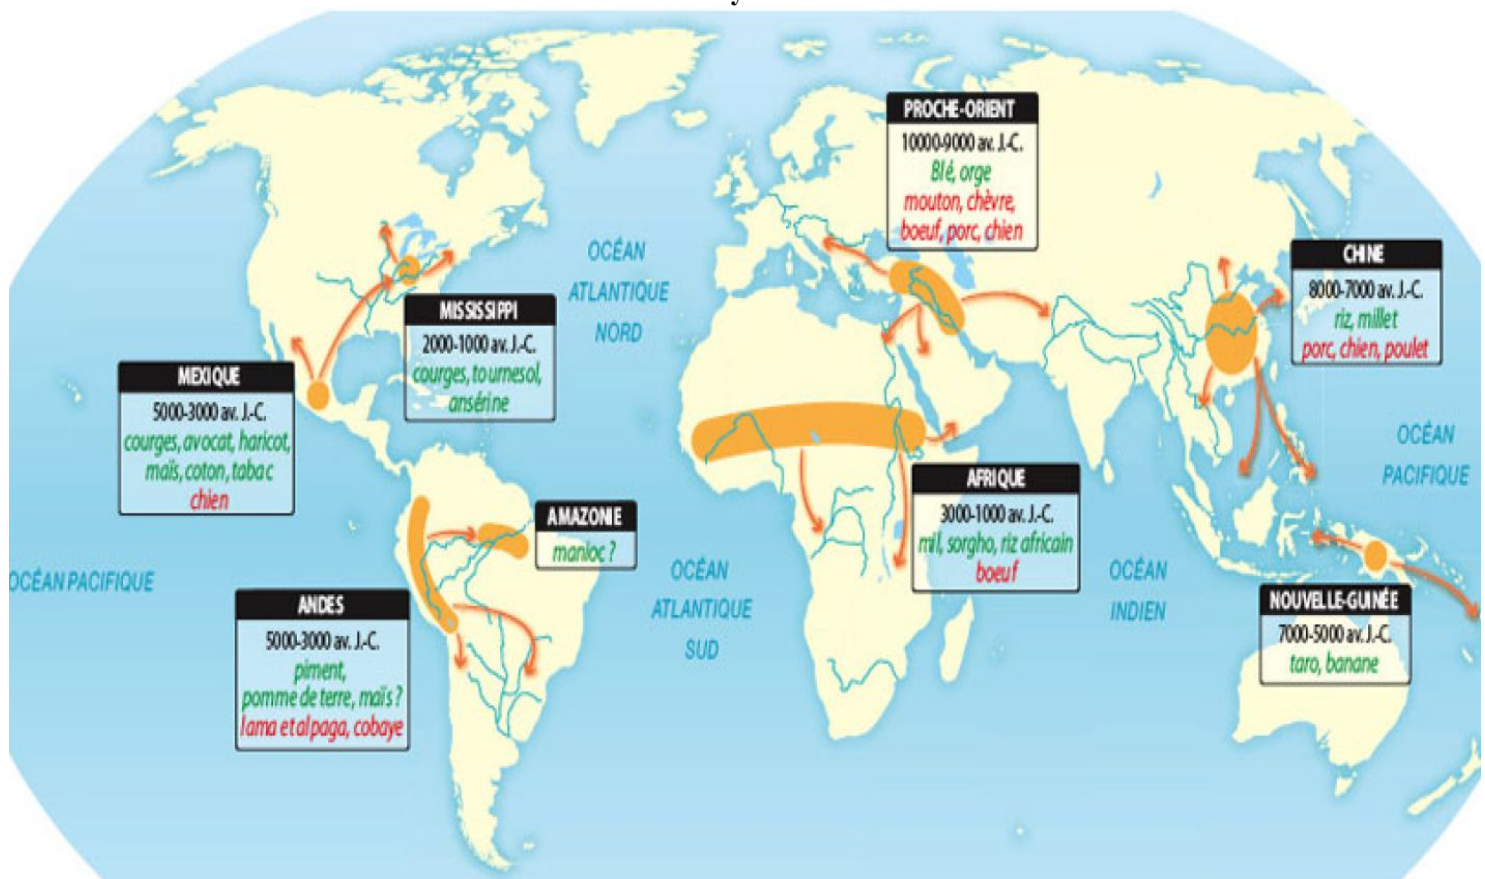 PROCHE-ORIENT
10000-9000 av. J.-C.
Blé, orge
mouton, chèvre,
boeuf, porc, chien
CHINE
8000-7000 av. J.-C.
riz, millet
porc, chien, poulet
OCÉAN
ATLANTIQUE
NORD
MISSISSIPPI
2000-1000 av. J.-C.
courges, tournesol,
ansérine
MEXIQUE
5000-3000 av. J.-C.
courges, avocat, haricot,
maïs, coton, tabac
chien
OCÉAN
PACIFIQUE
AFRIQUE
3000-1000 av. J.-C.
mil, sorgho, riz africain
boeuf
AMAZONIE
manioc ?
OCÉAN PACIFIQUE
OCÉAN
ATLANTIQUE
SUD
OCÉAN
INDIEN
ANDES
5000-3000 av. J.-C.
piment,
pomme de terre, maïs ?
lama et alpaga, cobaye
NOUVELLE-GUINÉE
7000-5000 av. J.-C.
taro, banane